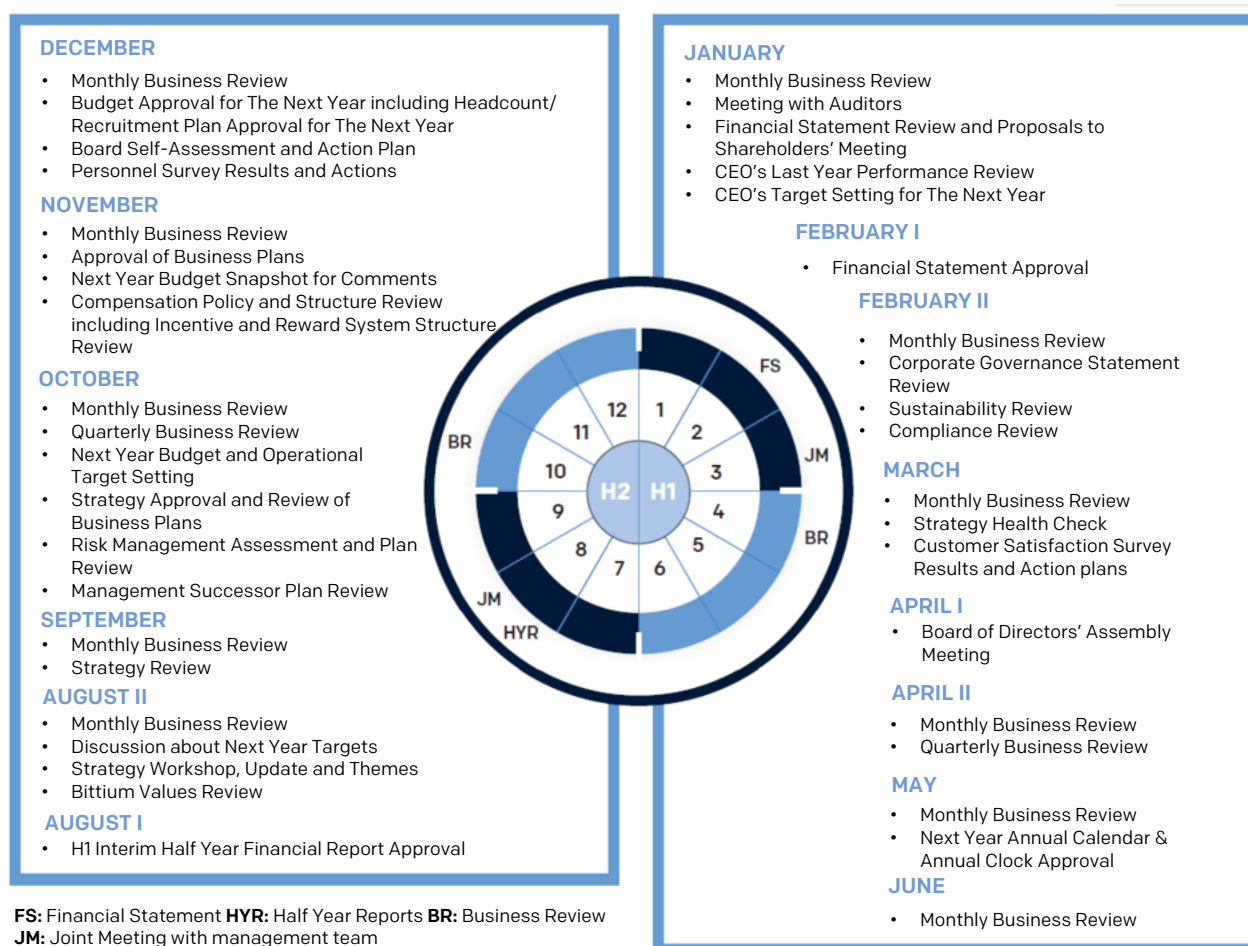 DECEMBER
• Monthly Business Review
• Budget Approval for The Next Year including Headcount/
Recruitment Plan Approval for The Next Year
• Board Self-Assessment and Action Plan
• Personnel Survey Results and Actions
NOVEMBER
• Monthly Business Review
• Approval of Business Plans
• Next Year Budget Snapshot for Comments
• Compensation Policy and Structure Review
including Incentive and Reward System Structure
Review
OCTOBER
• Monthly Business Review
• Quarterly Business Review
• Next Year Budget and Operational
Target Setting
• Strategy Approval and Review of
Business Plans
• Risk Management Assessment and Plan
Review
• Management Successor Plan Review
SEPTEMBER
• Monthly Business Review
• Strategy Review
AUGUST II
• Monthly Business Review
• Discussion about Next Year Targets
• Strategy Workshop, Update and Themes
• Bittium Values Review
AUGUST I
• H1 Interim Half Year Financial Report Approval
JANUARY
• Monthly Business Review
• Meeting with Auditors
• Financial Statement Review and Proposals to
Shareholders' Meeting
• CEO's Last Year Performance Review
• CEO's Target Setting for The Next Year
FEBRUARY I
• Financial Statement Approval
FEBRUARY II
• Monthly Business Review
• Corporate Governance Statement
Review
• Sustainability Review
• Compliance Review
MARCH
• Monthly Business Review
• Strategy Health Check
• Customer Satisfaction Survey
Results and Action plans
APRIL I
• Board of Directors' Assembly
Meeting
APRIL II
• Monthly Business Review
• Quarterly Business Review
MAY
• Monthly Business Review
• Next Year Annual Calendar &
Annual Clock Approval
JUNE
• Monthly Business Review
FS
JM
BR
HYR
JM
BR
12 1
11 2
10 3
H2 H1
9 4
8 5
7 6
FS: Financial Statement HYR: Half Year Reports BR: Business Review
JM: Joint Meeting with management team